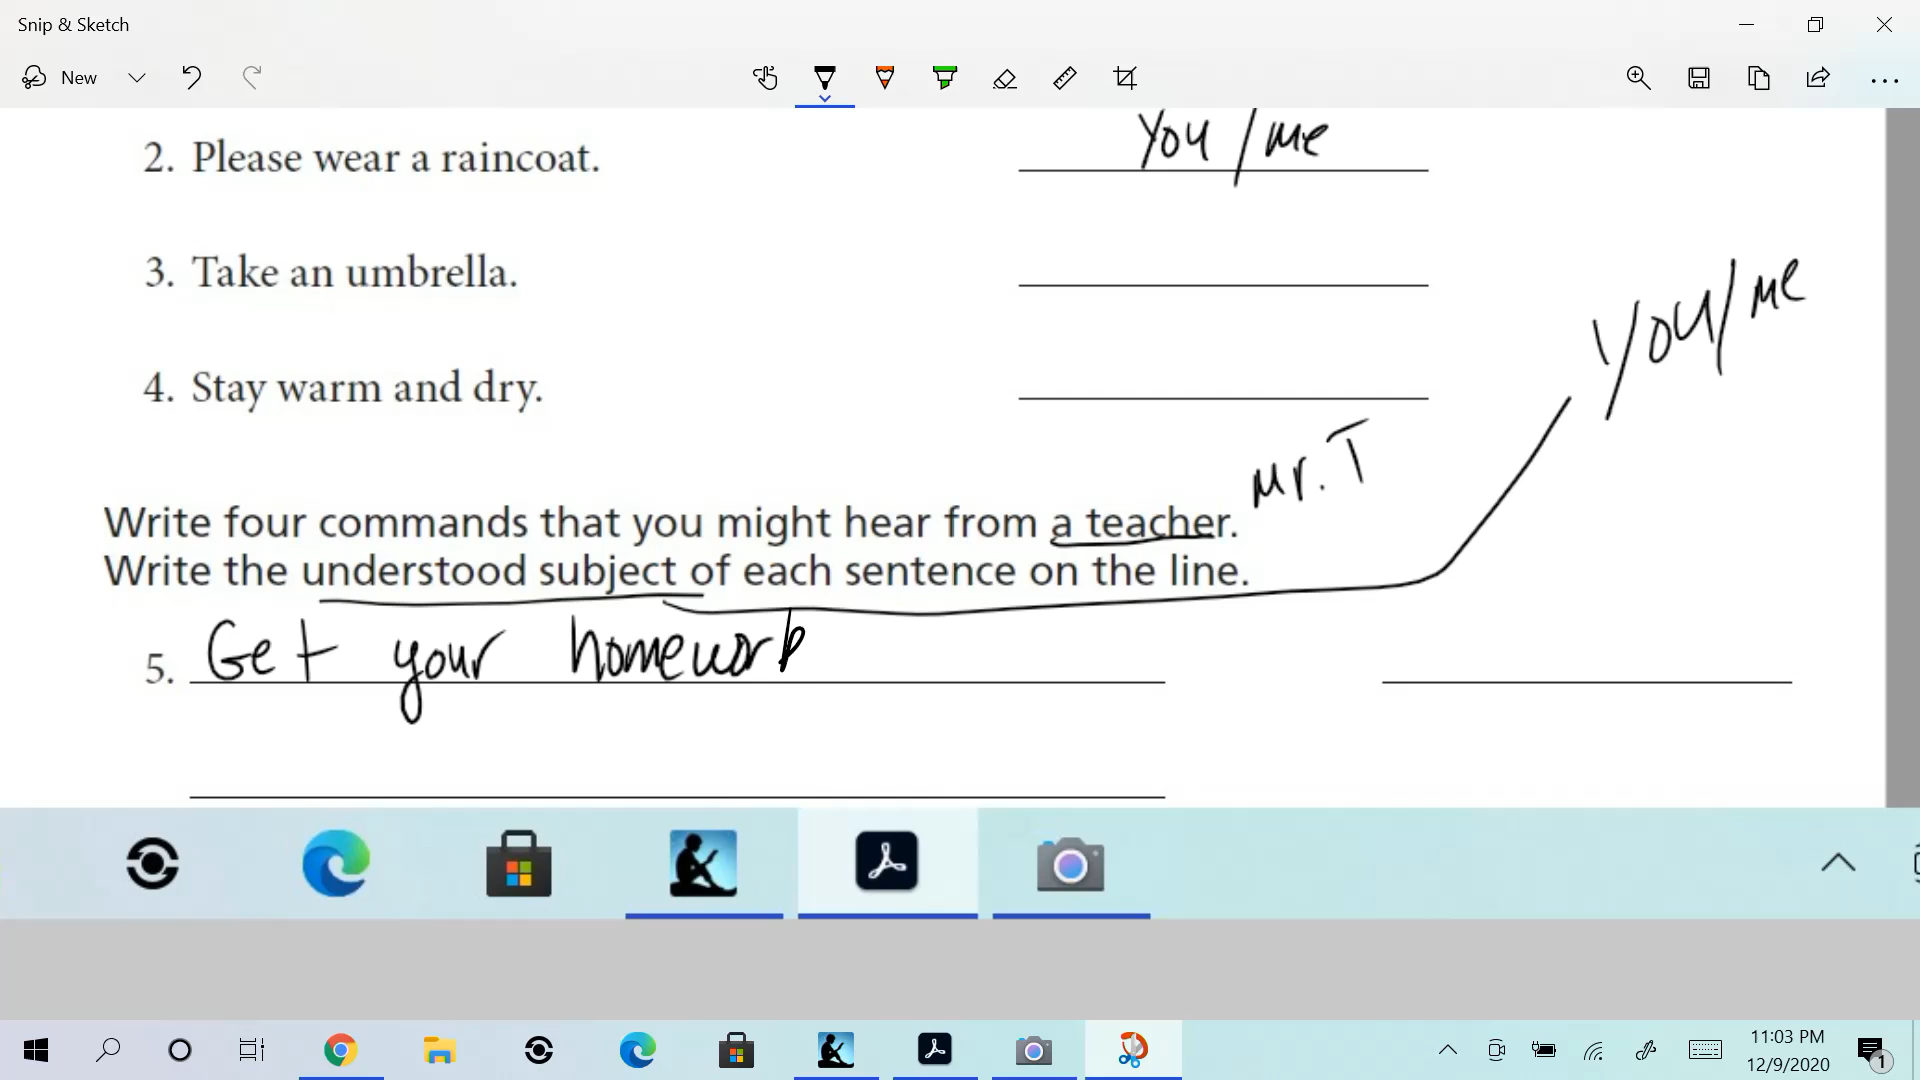 Snip & Sketch
New
You/me
2. Please wear a raincoat.
3. Take an umbrella.
You/me
4. Stay warm and dry.
Mr. T
Write four commands that you might hear from a teacher.
Write the understood subject of each sentence on the line.
5. Get your homework
11:03 PM
12/9/2020
1